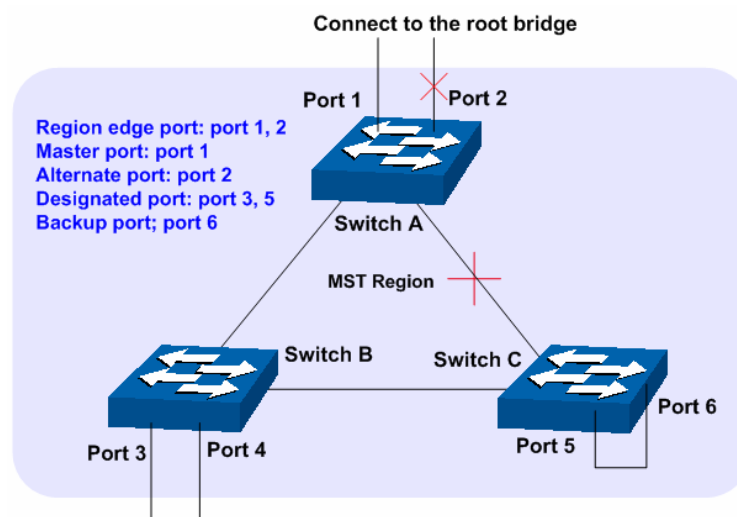 Connect to the root bridge
Port 1
Port 2
Region edge port: port 1, 2
Master port: port 1
Alternate port: port 2
Designated port: port 3, 5
Backup port; port 6
Switch A
MST Region
Switch B
Switch C
Port 3
Port 4
Port 5
Port 6